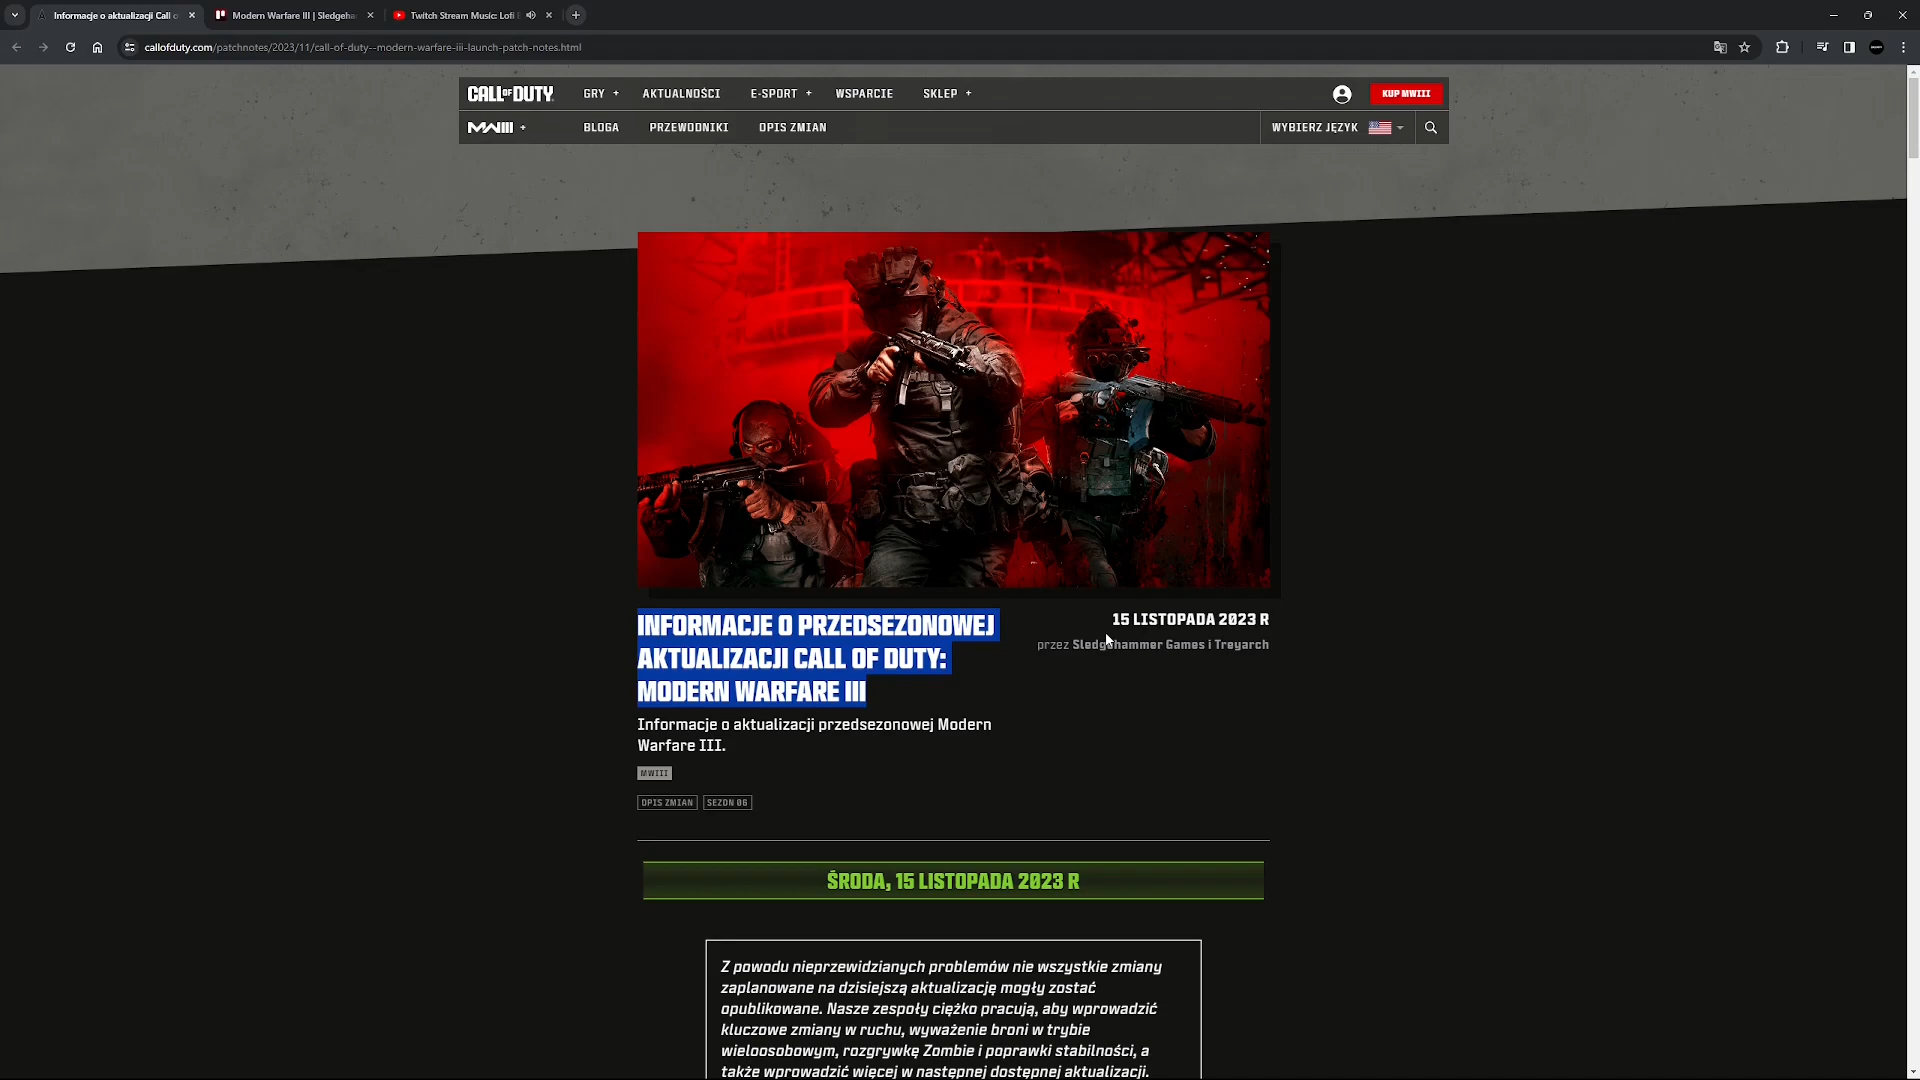 Informacje o aktualizacji Call o
Modern Warfare III | Sledgeha
Twitch Stream Music: Lofi
callofduty.com/patchnotes/2023/11/call-of-duty--modern-warfare-iii-launch-patch-notes.html
CALL OF DUTY
GRY +
AKTUALNOŚCI
E-SPORT +
WSPARCIE
SKLEP +
KUP MWIII
MWIII +
BLOGA
PRZEWODNIKI
OPIS ZMIAN
WYBIERZ JĘZYK
INFORMACJE O PRZEDSEZONOWEJ
AKTUALIZACJI CALL OF DUTY:
MODERN WARFARE III
15 LISTOPADA 2023 R
przez Sledgehammer Games i Treyarch
Informacje o aktualizacji przedsezonowej Modern
Warfare III.
MWIII
OPIS ZMIAN
SEZON 06
ŚRODA, 15 LISTOPADA 2023 R
Z powodu nieprzewidzianych problemów nie wszystkie zmiany
zaplanowane na dzisiejszą aktualizację mogły zostać
opublikowane. Nasze zespoły ciężko pracują, aby wprowadzić
kluczowe zmiany w ruchu, wyważenie broni w trybie
wieloosobowym, rozgrywkę Zombie i poprawki stabilności, a
także wprowadzić więcej w następnej dostępnej aktualizacji.